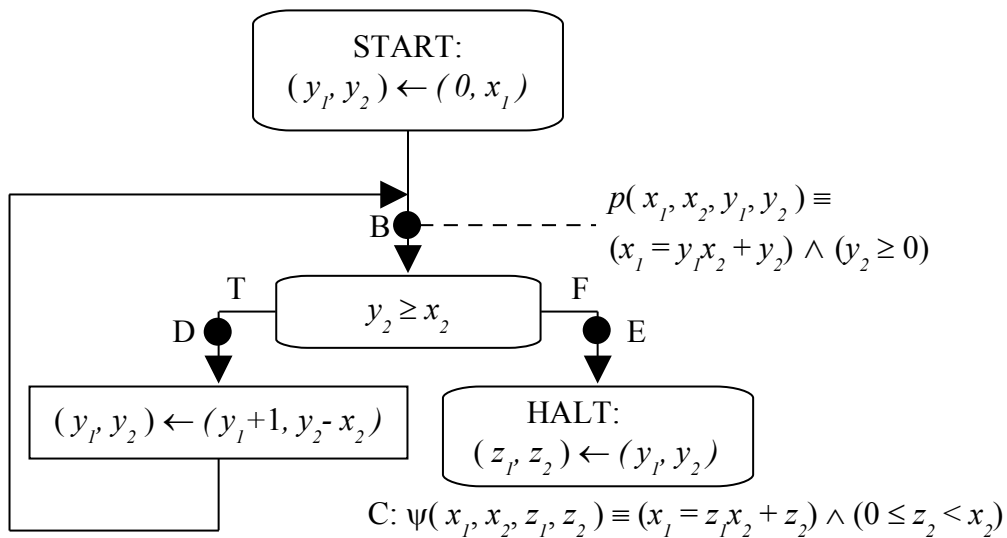 START:
( y₁, y₂ ) ← ( 0, x₁ )
B
p( x₁, x₂, y₁, y₂ ) ≡
(x₁ = y₁x₂ + y₂) ∧ (y₂ ≥ 0)
T
y₂ ≥ x₂
F
D
E
( y₁, y₂ ) ← (y₁+1, y₂- x₂ )
HALT:
( z₁, z₂ ) ← (y₁, y₂ )
C: ψ( x₁, x₂, z₁, z₂ ) ≡ (x₁ = z₁x₂ + z₂) ∧ (0 ≤ z₂ < x₂)